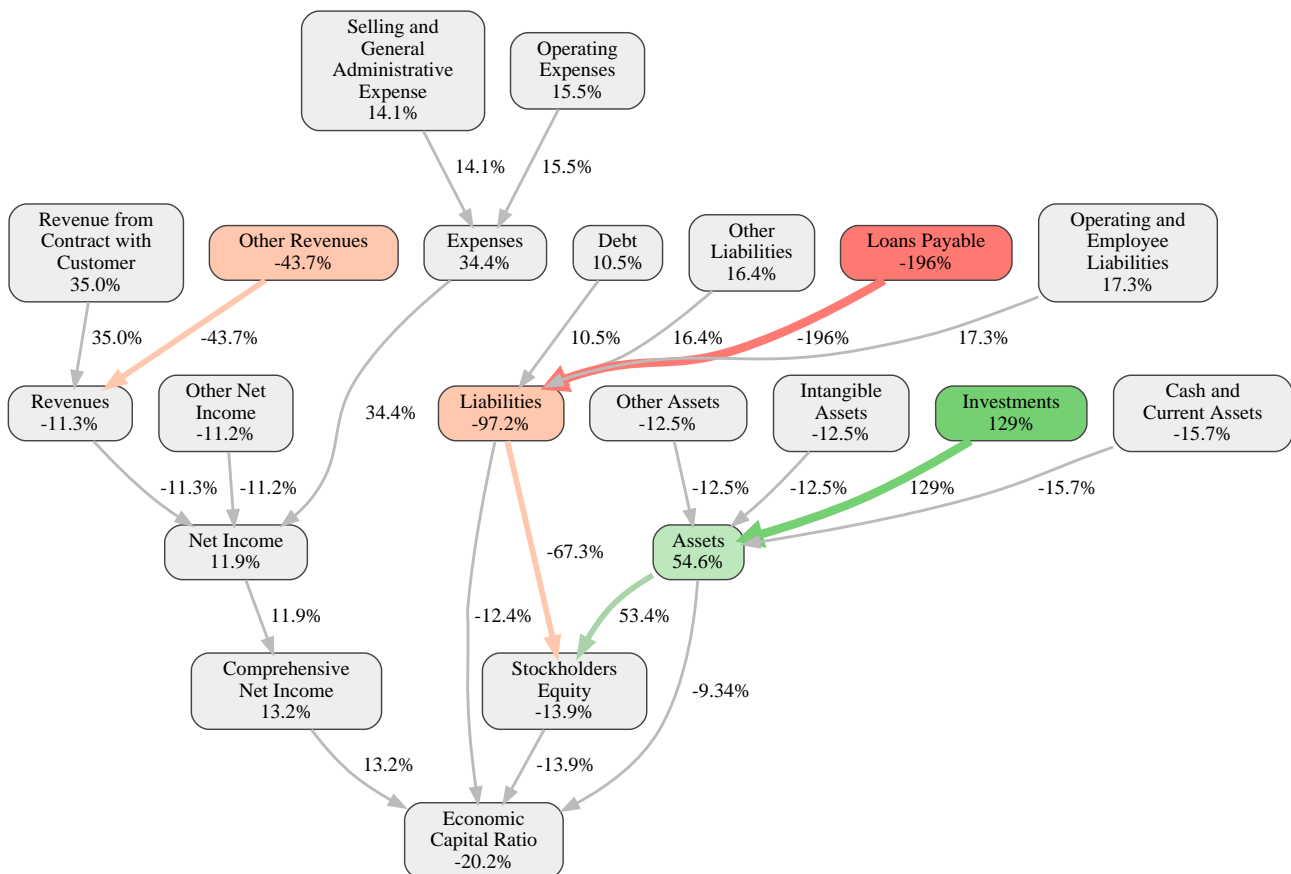 Selling and
General
Administrative
Expense
14.1%
Operating
Expenses
15.5%
14.1%
15.5%
Revenue from
Contract with
Customer
35.0%
Other Revenues
-43.7%
Expenses
34.4%
Debt
10.5%
Other
Liabilities
16.4%
Loans Payable
-196%
Operating and
Employee
Liabilities
17.3%
35.0%
-43.7%
10.5%
16.4%
-196%
17.3%
Revenues
-11.3%
Other Net
Income
-11.2%
34.4%
Liabilities
-97.2%
Other Assets
-12.5%
Intangible
Assets
-12.5%
Investments
129%
Cash and
Current Assets
-15.7%
-11.3%
-11.2%
-12.5%
-12.5%
129%
-15.7%
Net Income
11.9%
-67.3%
Assets
54.6%
11.9%
-12.4%
53.4%
Comprehensive
Net Income
13.2%
Stockholders
Equity
-13.9%
-9.34%
13.2%
-13.9%
Economic
Capital Ratio
-20.2%